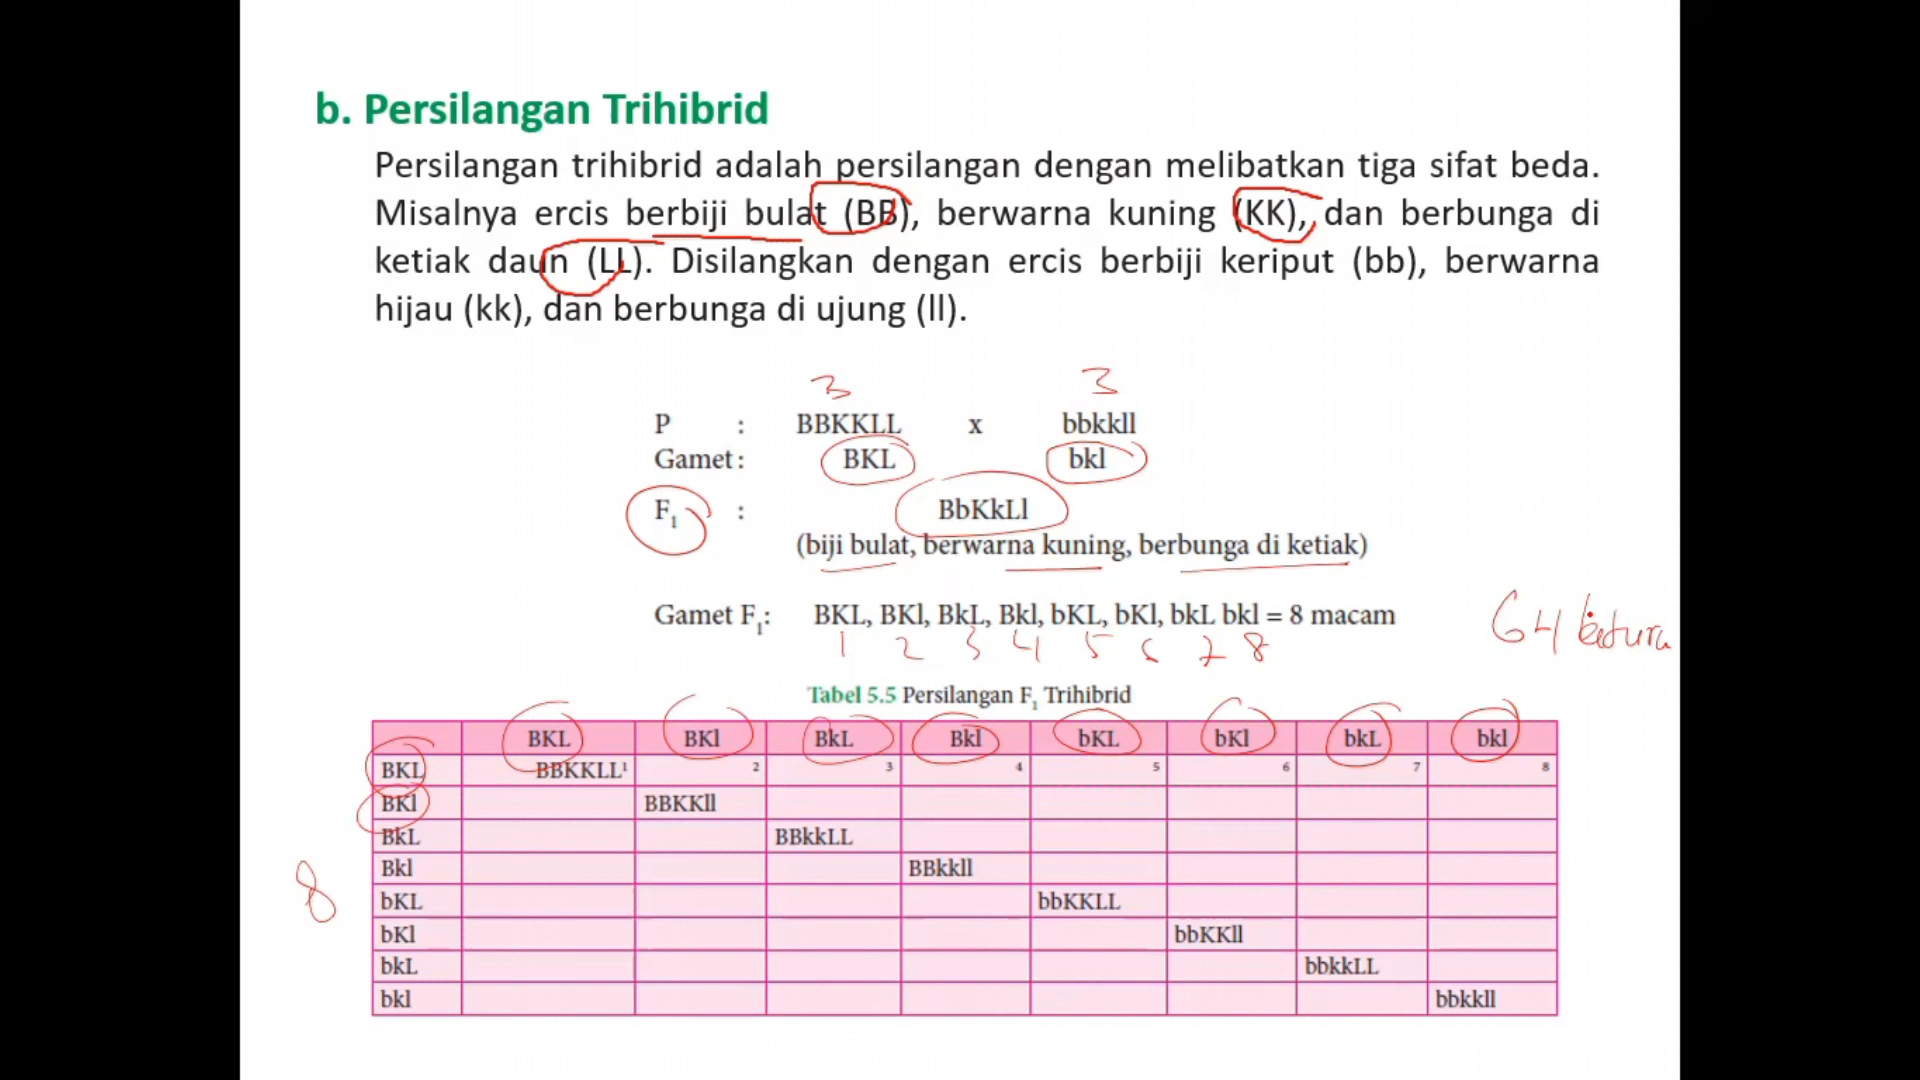 b. Persilangan Trihibrid
Persilangan trihibrid adalah persilangan dengan melibatkan tiga sifat beda.
Misalnya ercis berbiji bulat (BB), berwarna kuning (KK), dan berbunga di
ketiak daun (LL). Disilangkan dengan ercis berbiji keriput (bb), berwarna
hijau (kk), dan berbunga di ujung (ll).
3 3
P : BBKKLL x bbkkll
Gamet : BKL bkl
F₁ : BbKkLl
(biji bulat, berwarna kuning, berbunga di ketiak)
Gamet F₁: BKL, BKl, BkL, Bkl, bKL, bKl, bkL bkl = 8 macam
1 2 3 4 5 6 7 8
64
Tabel 5.5 Persilangan F₁ Trihibrid
BKL BKl BkL Bkl bKL bKl bkL bkl
BKL BBKKLL¹ 2 3 4 5 6 7 8
BKl BBKKll
BkL BBkkLL
Bkl BBkkll
8
bKL bbKKLL
bKl bbKKll
bkL bbkkLL
bkl bbkkll